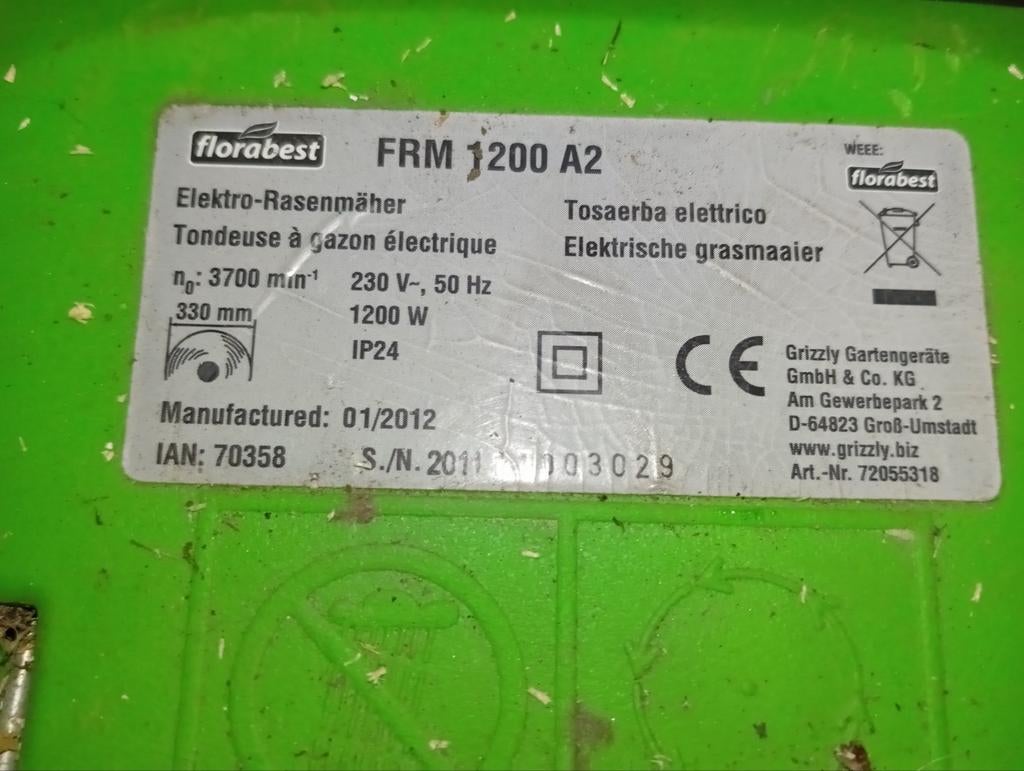 florabest FRM 1200 A2
WEEE:
florabest
Elektro-Rasenmäher
Tondeuse à gazon électrique
Tosaerba elettrico
Elektrische grasmaaier
n0: 3700 min-1 230 V~, 50 Hz
330 mm 1200 W
IP24
CE
Grizzly Gartengeräte
GmbH & Co. KG
Am Gewerbepark 2
D-64823 Groß-Umstadt
www.grizzly.biz
Art.-Nr. 72055318
Manufactured: 01/2012
IAN: 70358 S./N.